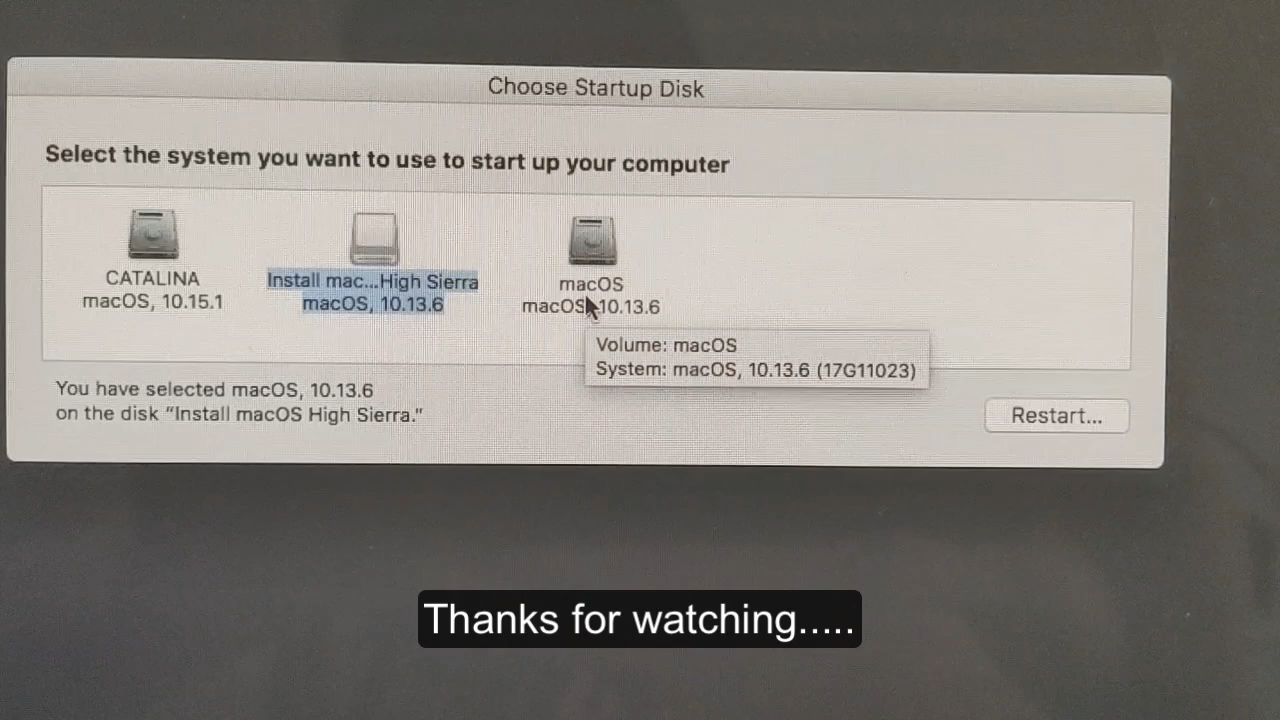 Choose Startup Disk
Select the system you want to use to start up your computer
CATALINA
macOS, 10.15.1
Install mac...High Sierra
macOS, 10.13.6
macOS
macOS, 10.13.6
Volume: macOS
System: macOS, 10.13.6 (17G11023)
You have selected macOS, 10.13.6
on the disk “Install macOS High Sierra.”
Restart...
Thanks for watching.....